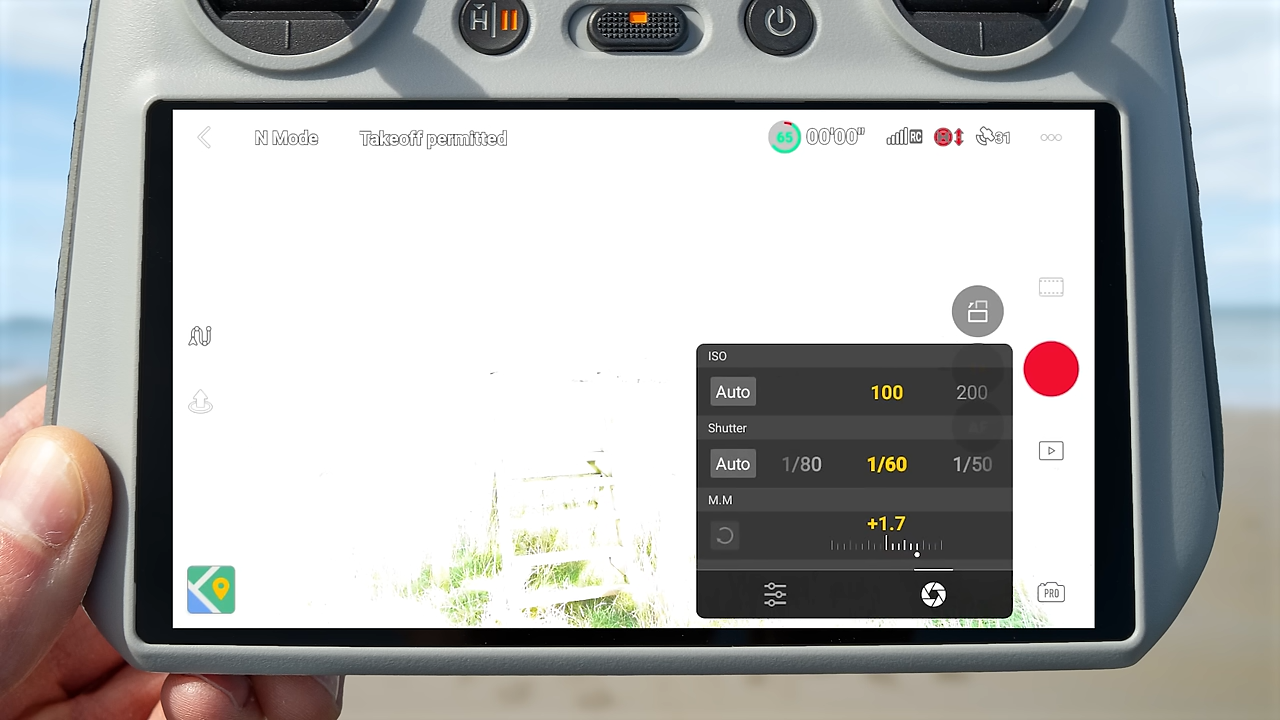 H
N Mode
Takeoff permitted
65
00'00"
RC
31
ISO
Auto
100
200
Shutter
Auto
1/80
1/60
1/50
M.M
+1.7
PRO